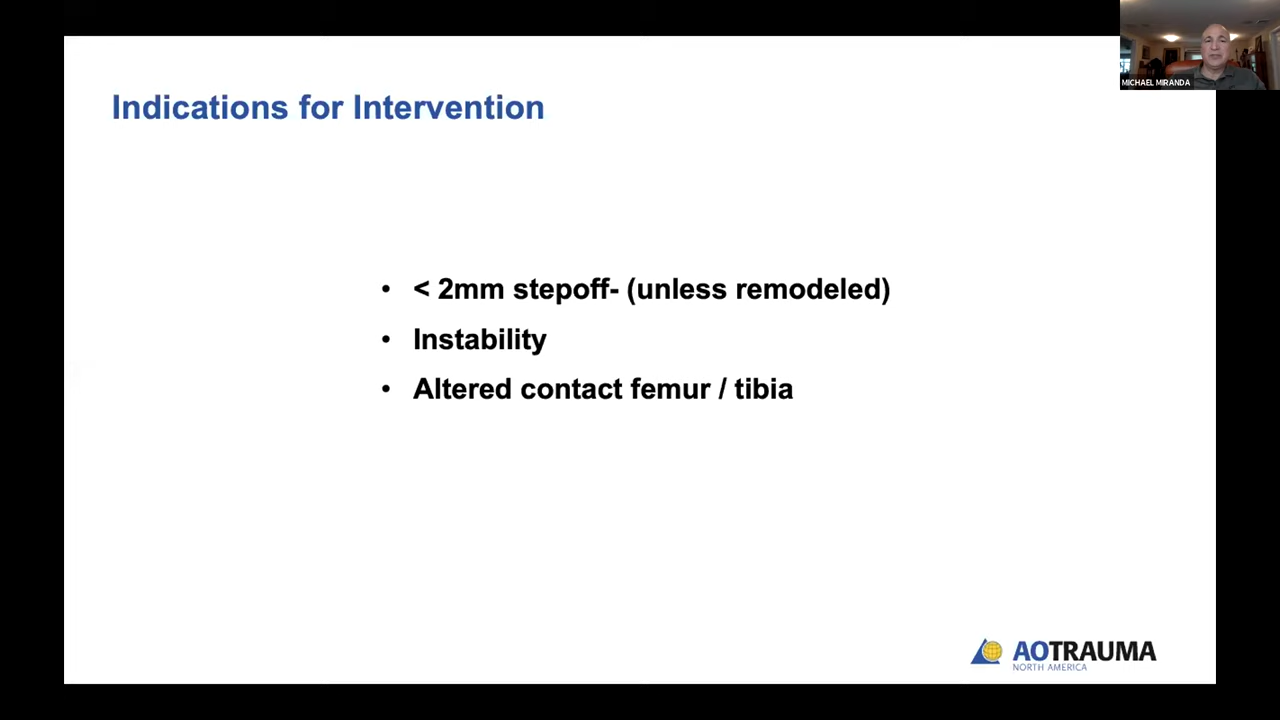 MICHAEL MIRANDA
Indications for Intervention
• < 2mm stepoff- (unless remodeled)
• Instability
• Altered contact femur / tibia
AOTRAUMA
NORTH AMERICA